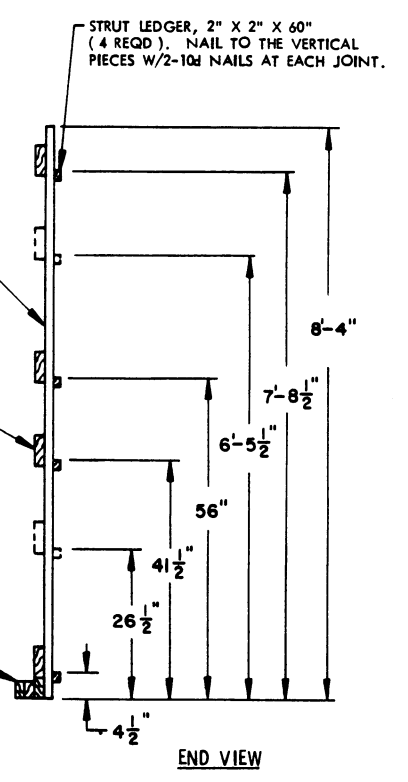 STRUT LEDGER, 2" X 2" X 60"
( 4 REQD ). NAIL TO THE VERTICAL
PIECES W/2-10d NAILS AT EACH JOINT.
8'-4"
7'-8½"
6'-5½"
56"
41½"
26½"
4½"
END VIEW